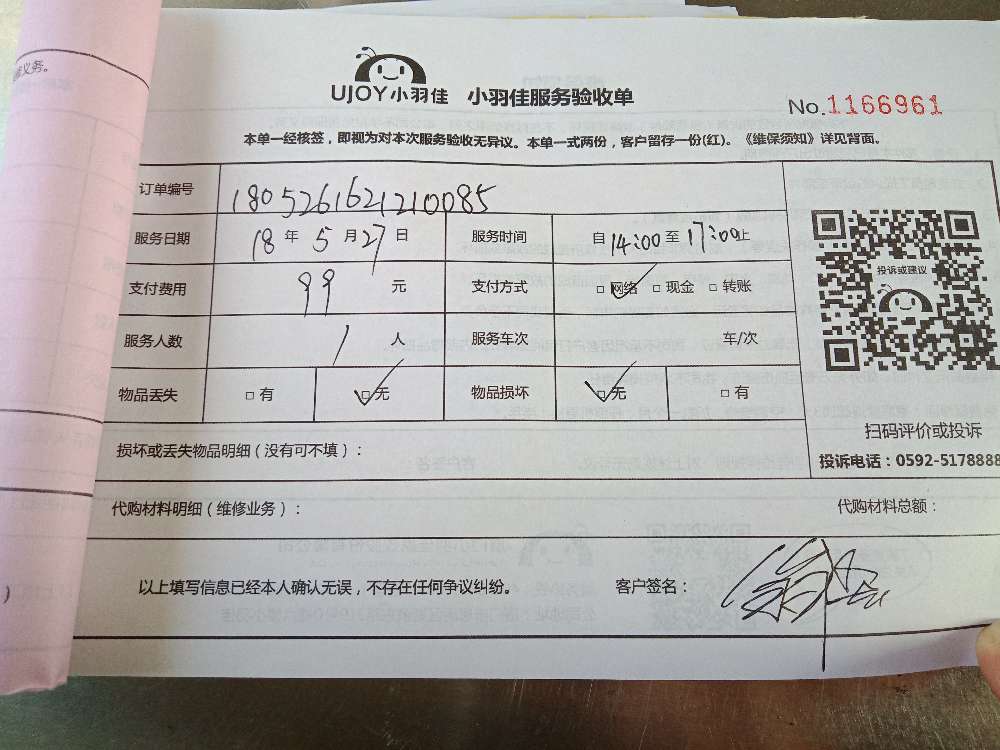 修义务。
UJOY小羽佳 小羽佳服务验收单
No.1166961
本单一经核签，即视为对本次服务验收无异议。本单一式两份，客户留存一份(红)。《维保须知》详见背面。
订单编号 1805261621210085
服务日期 18 年 5 月 27 日 服务时间 自 14:00 至 17:00 止
投诉或建议
支付费用 99 元 支付方式 □ 网络 □ 现金 □ 转账
服务人数 1 人 服务车次 车/次
物品丢失 □ 有 □ 无 物品损坏 □ 无 □ 有
扫码评价或投诉
损坏或丢失物品明细（没有可不填）：
投诉电话：0592-5178888
代购材料明细（维修业务）： 代购材料总额：
以上填写信息已经本人确认无误，不存在任何争议纠纷。 客户签名：